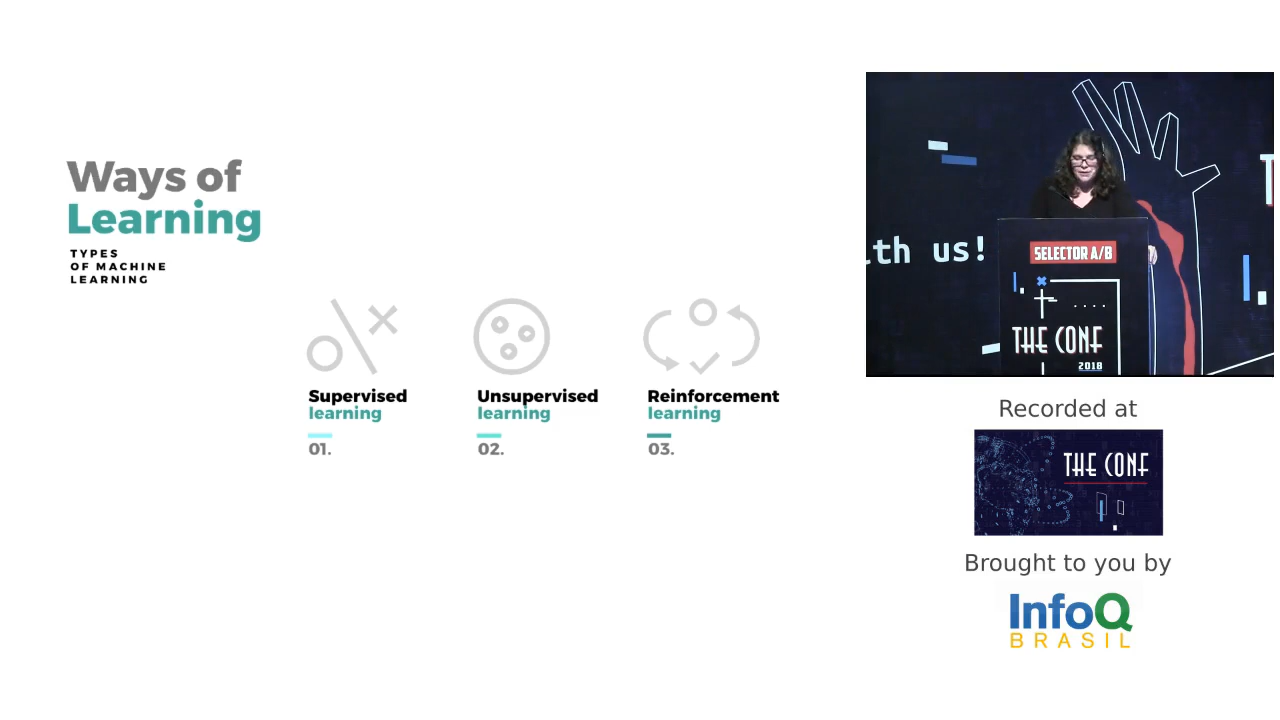 Ways of
Learning
TYPES
OF MACHINE
LEARNING
Supervised
learning
01.
Unsupervised
learning
02.
Reinforcement
learning
03.
ith us!
T
SELECTOR A/B
THE CONF
2018
Recorded at
THE CONF
Brought to you by
InfoQ
BRASIL